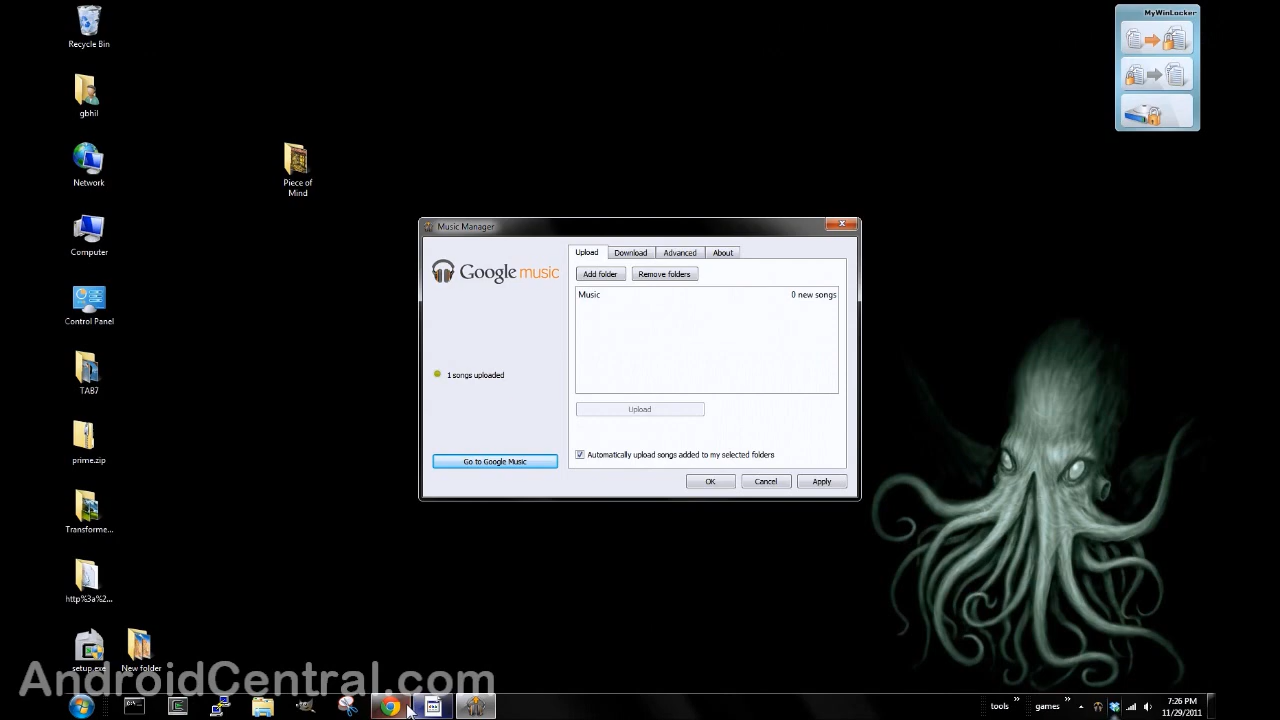 Recycle Bin
gbhil
Network
Computer
Control Panel
TAB7
prime.zip
Transforme...
http%3a%2...
setup.exe
New folder
Piece of
Mind
MyWinLocker
Music Manager
Google music
1 songs uploaded
Go to Google Music
Upload
Download
Advanced
About
Add folder
Remove folders
Music
0 new songs
Upload
Automatically upload songs added to my selected folders
OK
Cancel
Apply
AndroidCentral.com
tools
games
7:26 PM
11/29/2011